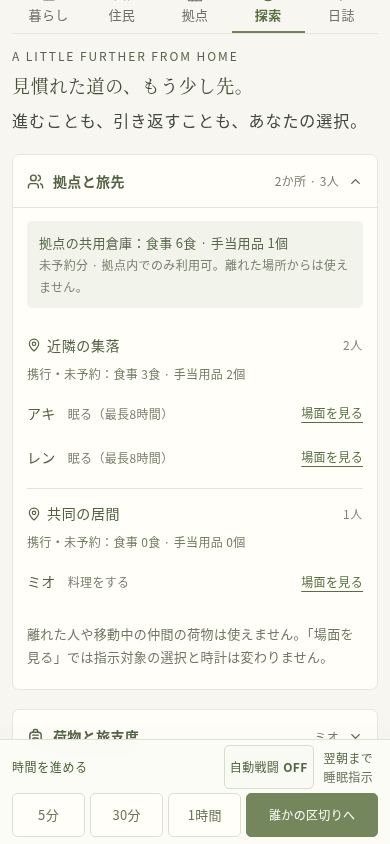 暮らし 住民 拠点 探索 日誌
A LITTLE FURTHER FROM HOME
見慣れた道の、もう少し先。
進むことも、引き返すことも、あなたの選択。
拠点と旅先 2か所 · 3人
拠点の共用倉庫：食事 6食 · 手当用品 1個
未予約分 · 拠点内でのみ利用可。離れた場所からは使え
ません。
近隣の集落 2人
携行・未予約：食事 3食 · 手当用品 2個
アキ 眠る（最長8時間） 場面を見る
レン 眠る（最長8時間） 場面を見る
共同の居間 1人
携行・未予約：食事 0食 · 手当用品 0個
ミオ 料理をする 場面を見る
離れた人や移動中の仲間の荷物は使えません。「場面を
見る」では指示対象の選択と時計は変わりません。
荷物と旅支度 ミオ
時間を進める 自動戦闘 OFF 翌朝まで
睡眠指示
5分 30分 1時間 誰かの区切りへ